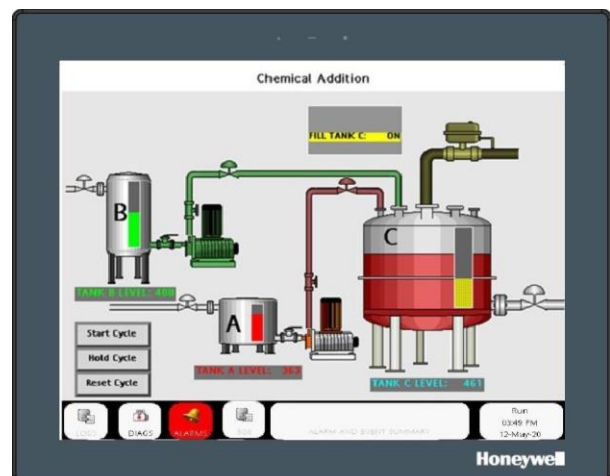 Chemical Addition
FILL TANK C: ON
B
C
TANK B LEVEL: 400
A
Start Cycle
Hold Cycle
Reset Cycle
TANK A LEVEL: 363
TANK C LEVEL: 461
DIAGS
ALARMS
ALARM AND EVENT SUMMARY
Run
03:49 PM
12-May-20
Honeywell